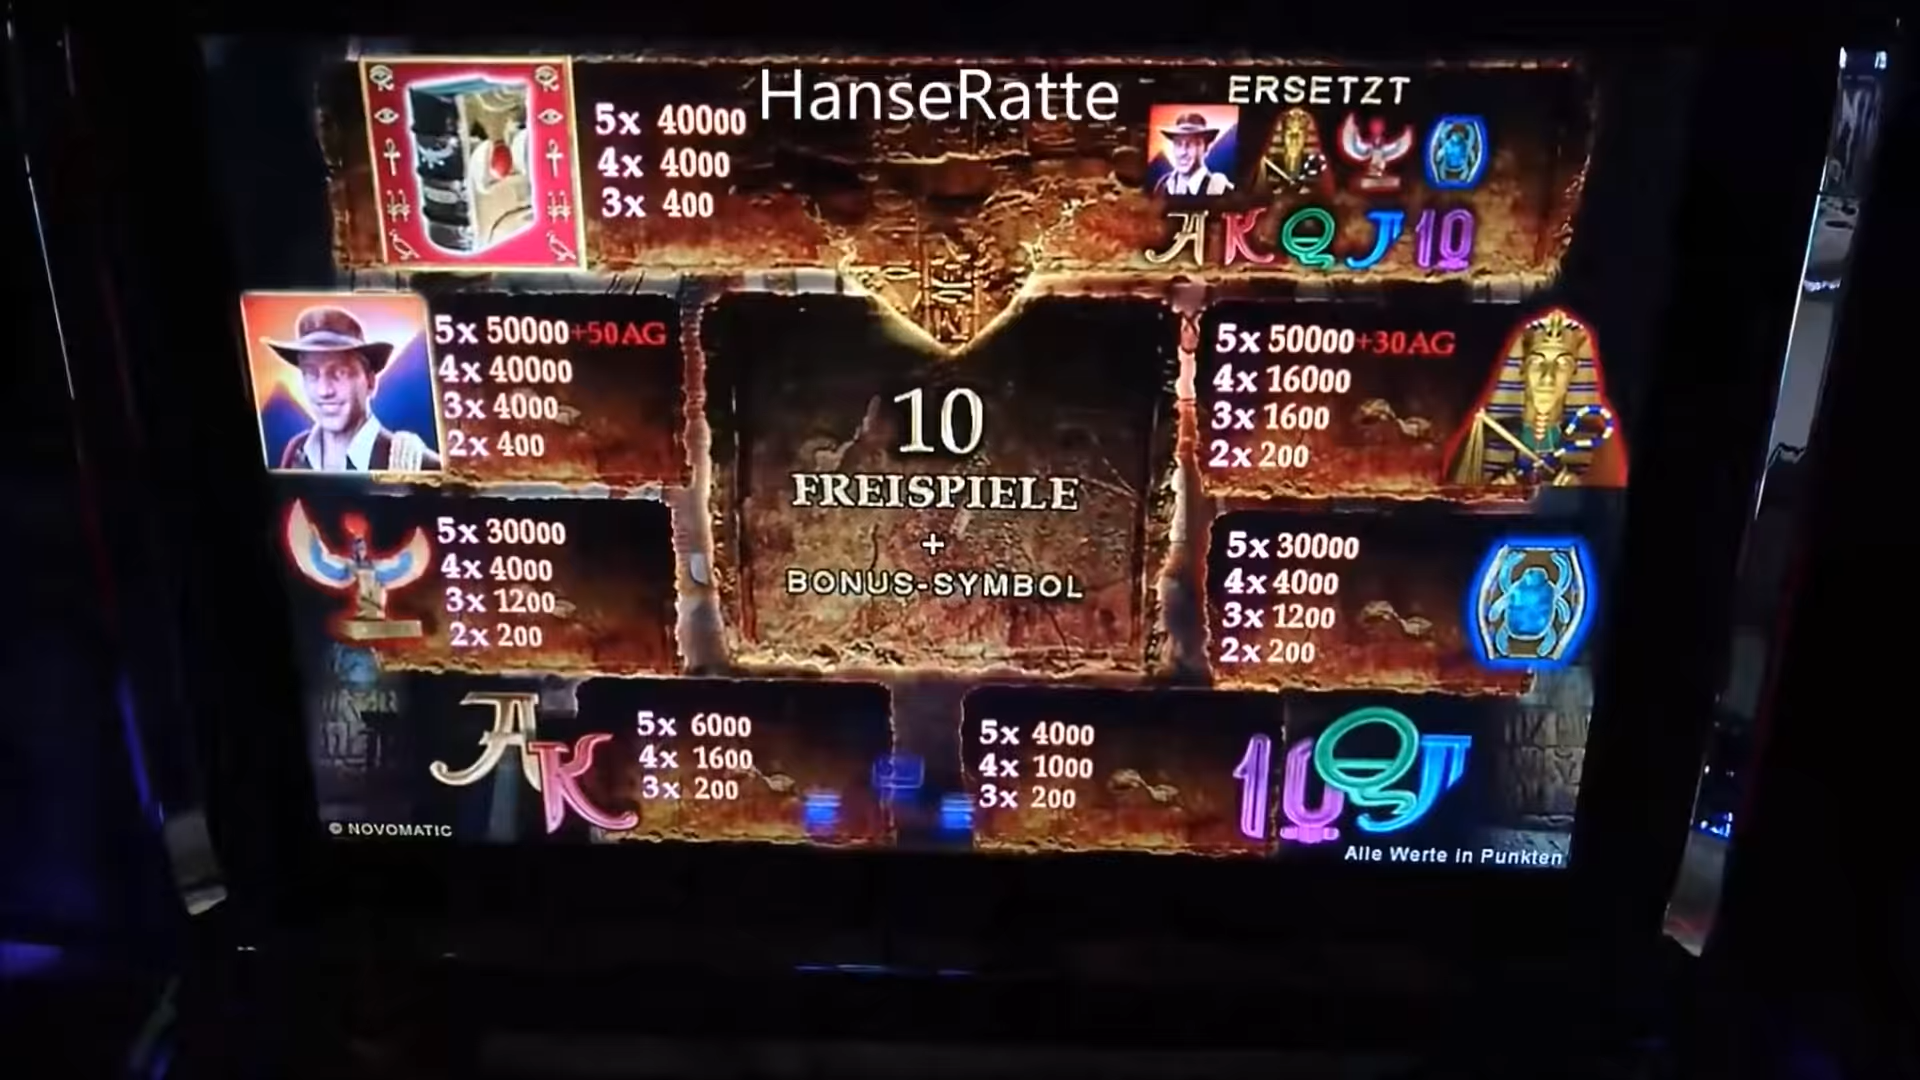 HanseRatte
5x 40000
4x 4000
3x 400
ERSETZT
A K Q J 10
5x 50000+50AG
4x 40000
3x 4000
2x 400
5x 50000+30AG
4x 16000
3x 1600
2x 200
10
FREISPIELE
+
BONUS-SYMBOL
5x 30000
4x 4000
3x 1200
2x 200
5x 30000
4x 4000
3x 1200
2x 200
A K
5x 6000
4x 1600
3x 200
5x 4000
4x 1000
3x 200
10 Q J
© NOVOMATIC
Alle Werte in Punkten